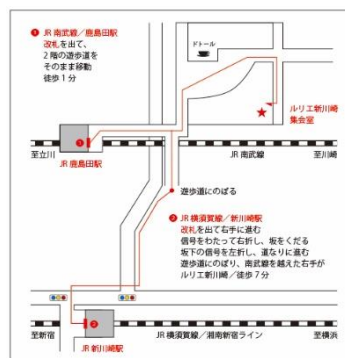 ❶ JR 南武線／鹿島田駅
改札を出て、
2 階の遊歩道を
そのまま移動
徒歩 1 分
ドトール
ルリエ新川崎
集会室
❶
至立川
JR 鹿島田駅
JR 南武線
至川崎
遊歩道にのぼる
❷ JR 横須賀線／新川崎駅
改札を出て右手に進む
信号をわたって右折し、坂をくだる
坂下の信号を左折し、道なりに進む
遊歩道にのぼり、南武線を越えた右手が
ルリエ新川崎／徒歩 7 分
❷
至新宿
JR 新川崎駅
JR 横須賀線／湘南新宿ライン
至横浜